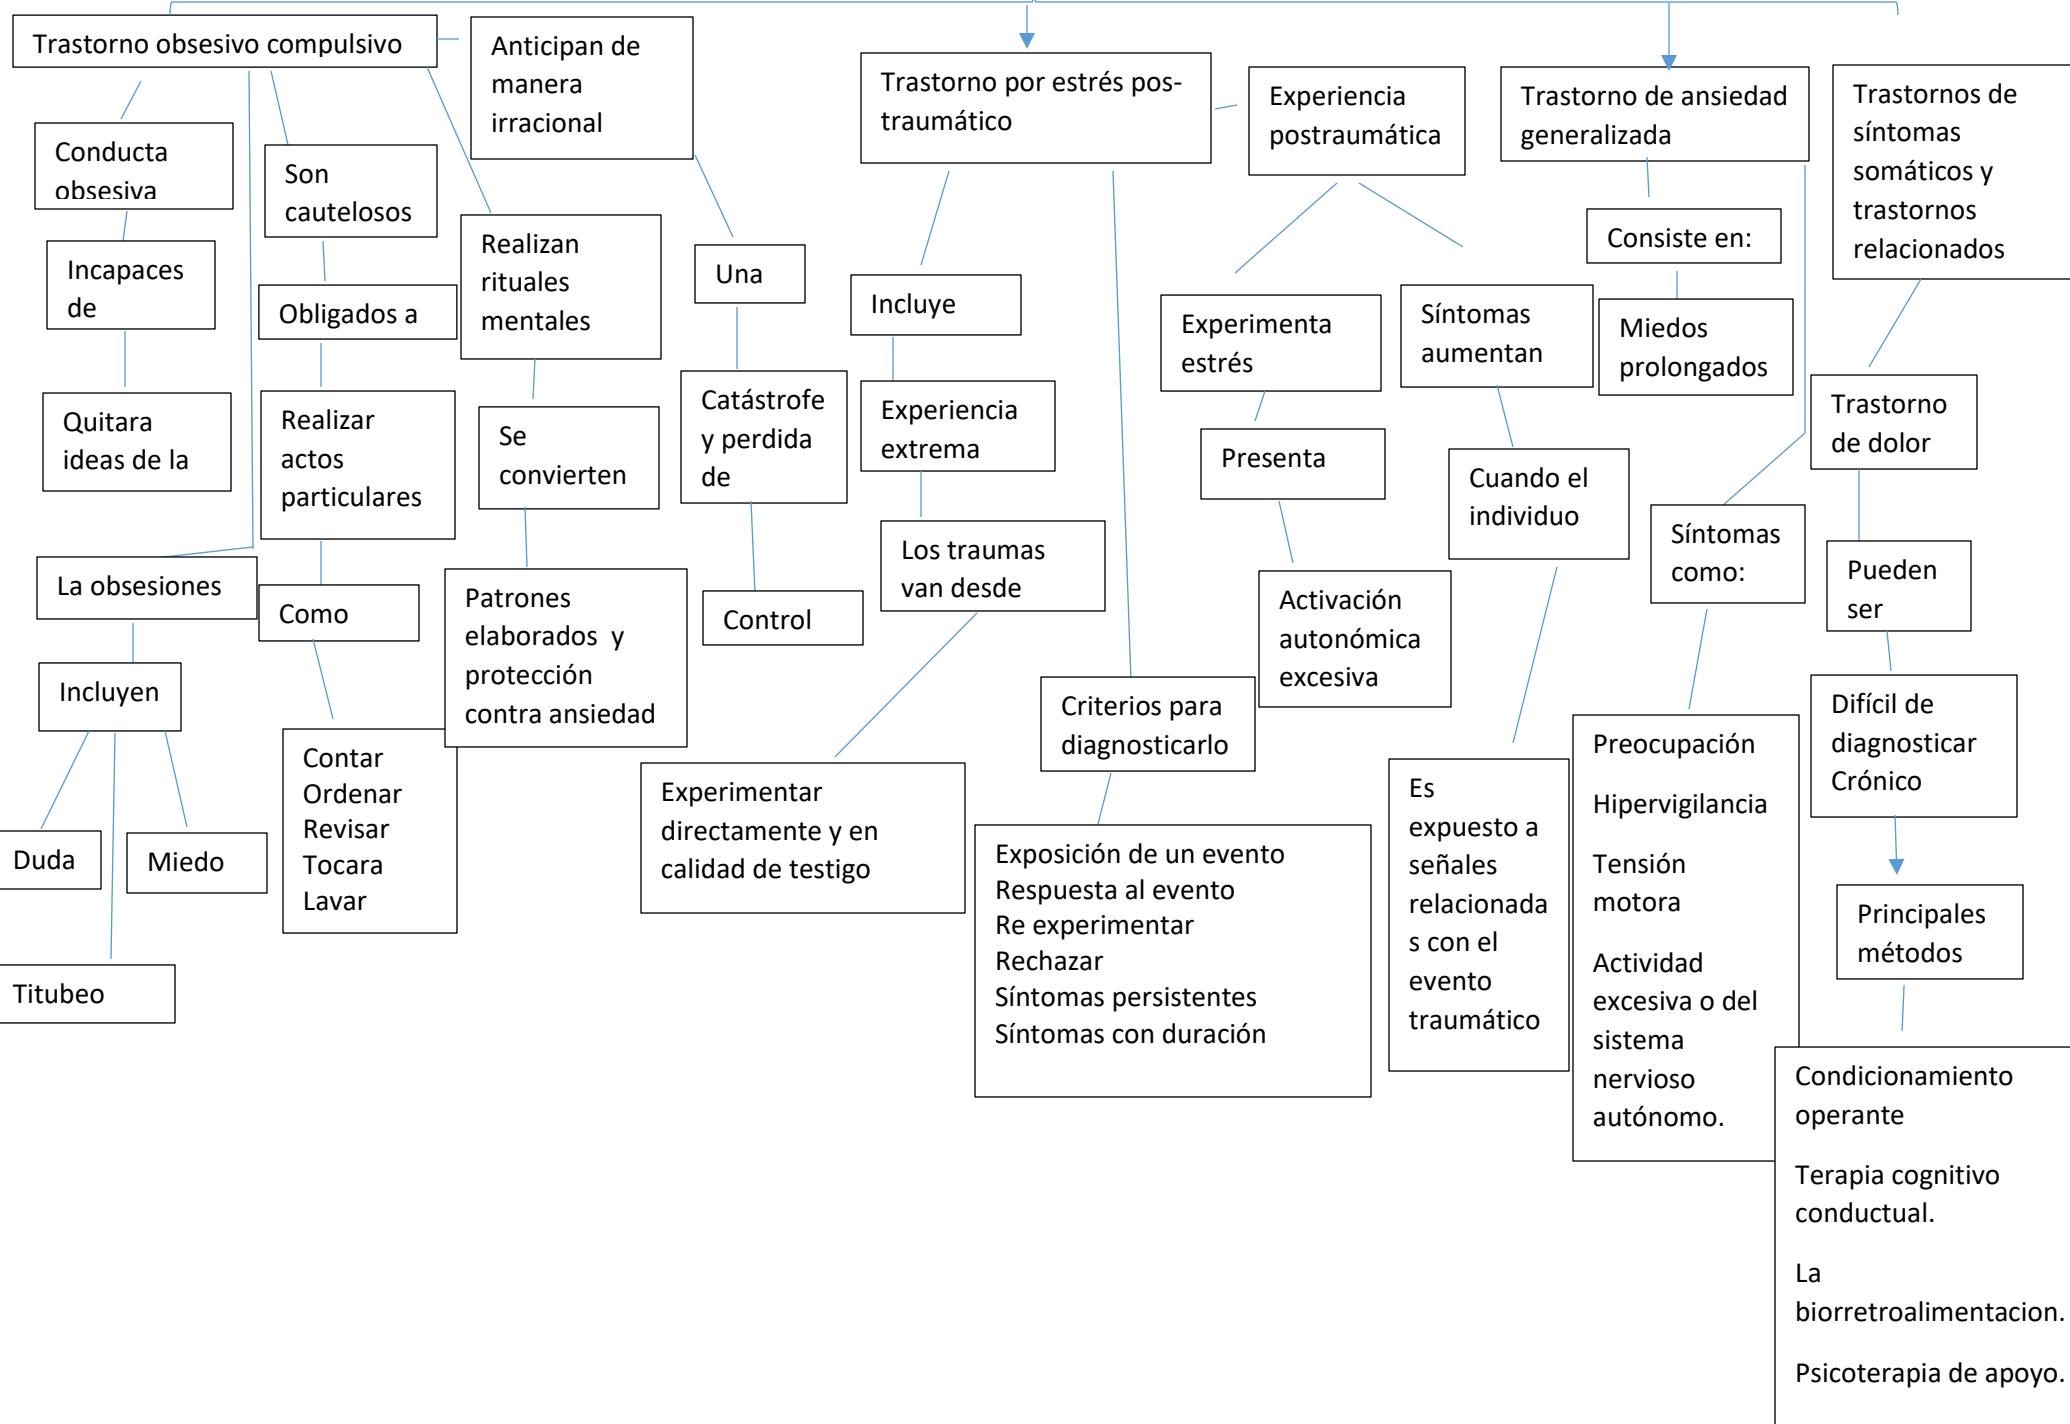 Trastorno obsesivo compulsivo
Conducta
obsesiva
Incapaces
de
Quitara
ideas de la
La obsesiones
Incluyen
Duda
Miedo
Titubeo
Son
cautelosos
Obligados a
Realizar
actos
particulares
Como
Contar
Ordenar
Revisar
Tocara
Lavar
Realizan
rituales
mentales
Se
convierten
Patrones
elaborados y
protección
contra ansiedad
Anticipan de
manera
irracional
Una
Catástrofe
y perdida
de
Control
Trastorno por estrés pos-
traumático
Incluye
Experiencia
extrema
Los traumas
van desde
Experimentar
directamente y en
calidad de testigo
Criterios para
diagnosticarlo
Exposición de un evento
Respuesta al evento
Re experimentar
Rechazar
Síntomas persistentes
Síntomas con duración
Experiencia
postraumática
Experimenta
estrés
Presenta
Activación
autonómica
excesiva
Síntomas
aumentan
Cuando el
individuo
Es
expuesto a
señales
relacionada
s con el
evento
traumático
Trastorno de ansiedad
generalizada
Consiste en:
Miedos
prolongados
Síntomas
como:
Preocupación
Hipervigilancia
Tensión
motora
Actividad
excesiva o del
sistema
nervioso
autónomo.
Trastornos de
síntomas
somáticos y
trastornos
relacionados
Trastorno
de dolor
Pueden
ser
Difícil de
diagnosticar
Crónico
Principales
métodos
Condicionamiento
operante
Terapia cognitivo
conductual.
La
biorretroalimentacion.
Psicoterapia de apoyo.